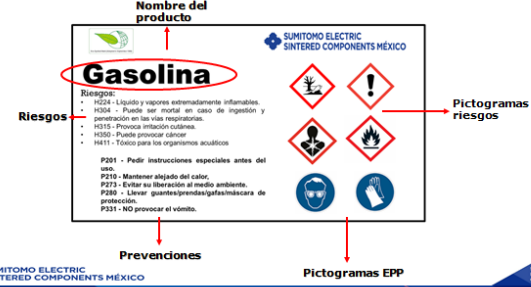 Nombre del
producto
SUMITOMO ELECTRIC
SINTERED COMPONENTS MÉXICO
Gasolina
Riesgos:
• H224 - Líquido y vapores extremadamente inflamables.
• H304 - Puede ser mortal en caso de ingestión y
penetración en las vías respiratorias.
• H315 - Provoca irritación cutánea.
• H350 - Puede provocar cáncer
• H411 - Tóxico para los organismos acuáticos
P201 - Pedir instrucciones especiales antes del
uso.
P210 - Mantener alejado del calor,
P273 - Evitar su liberación al medio ambiente.
P280 - Llevar guantes/prendas/gafas/máscara de
protección.
P331 - NO provocar el vómito.
Riesgos
Pictogramas
riesgos
Prevenciones
Pictogramas EPP
MITOMO ELECTRIC
TERED COMPONENTS MÉXICO